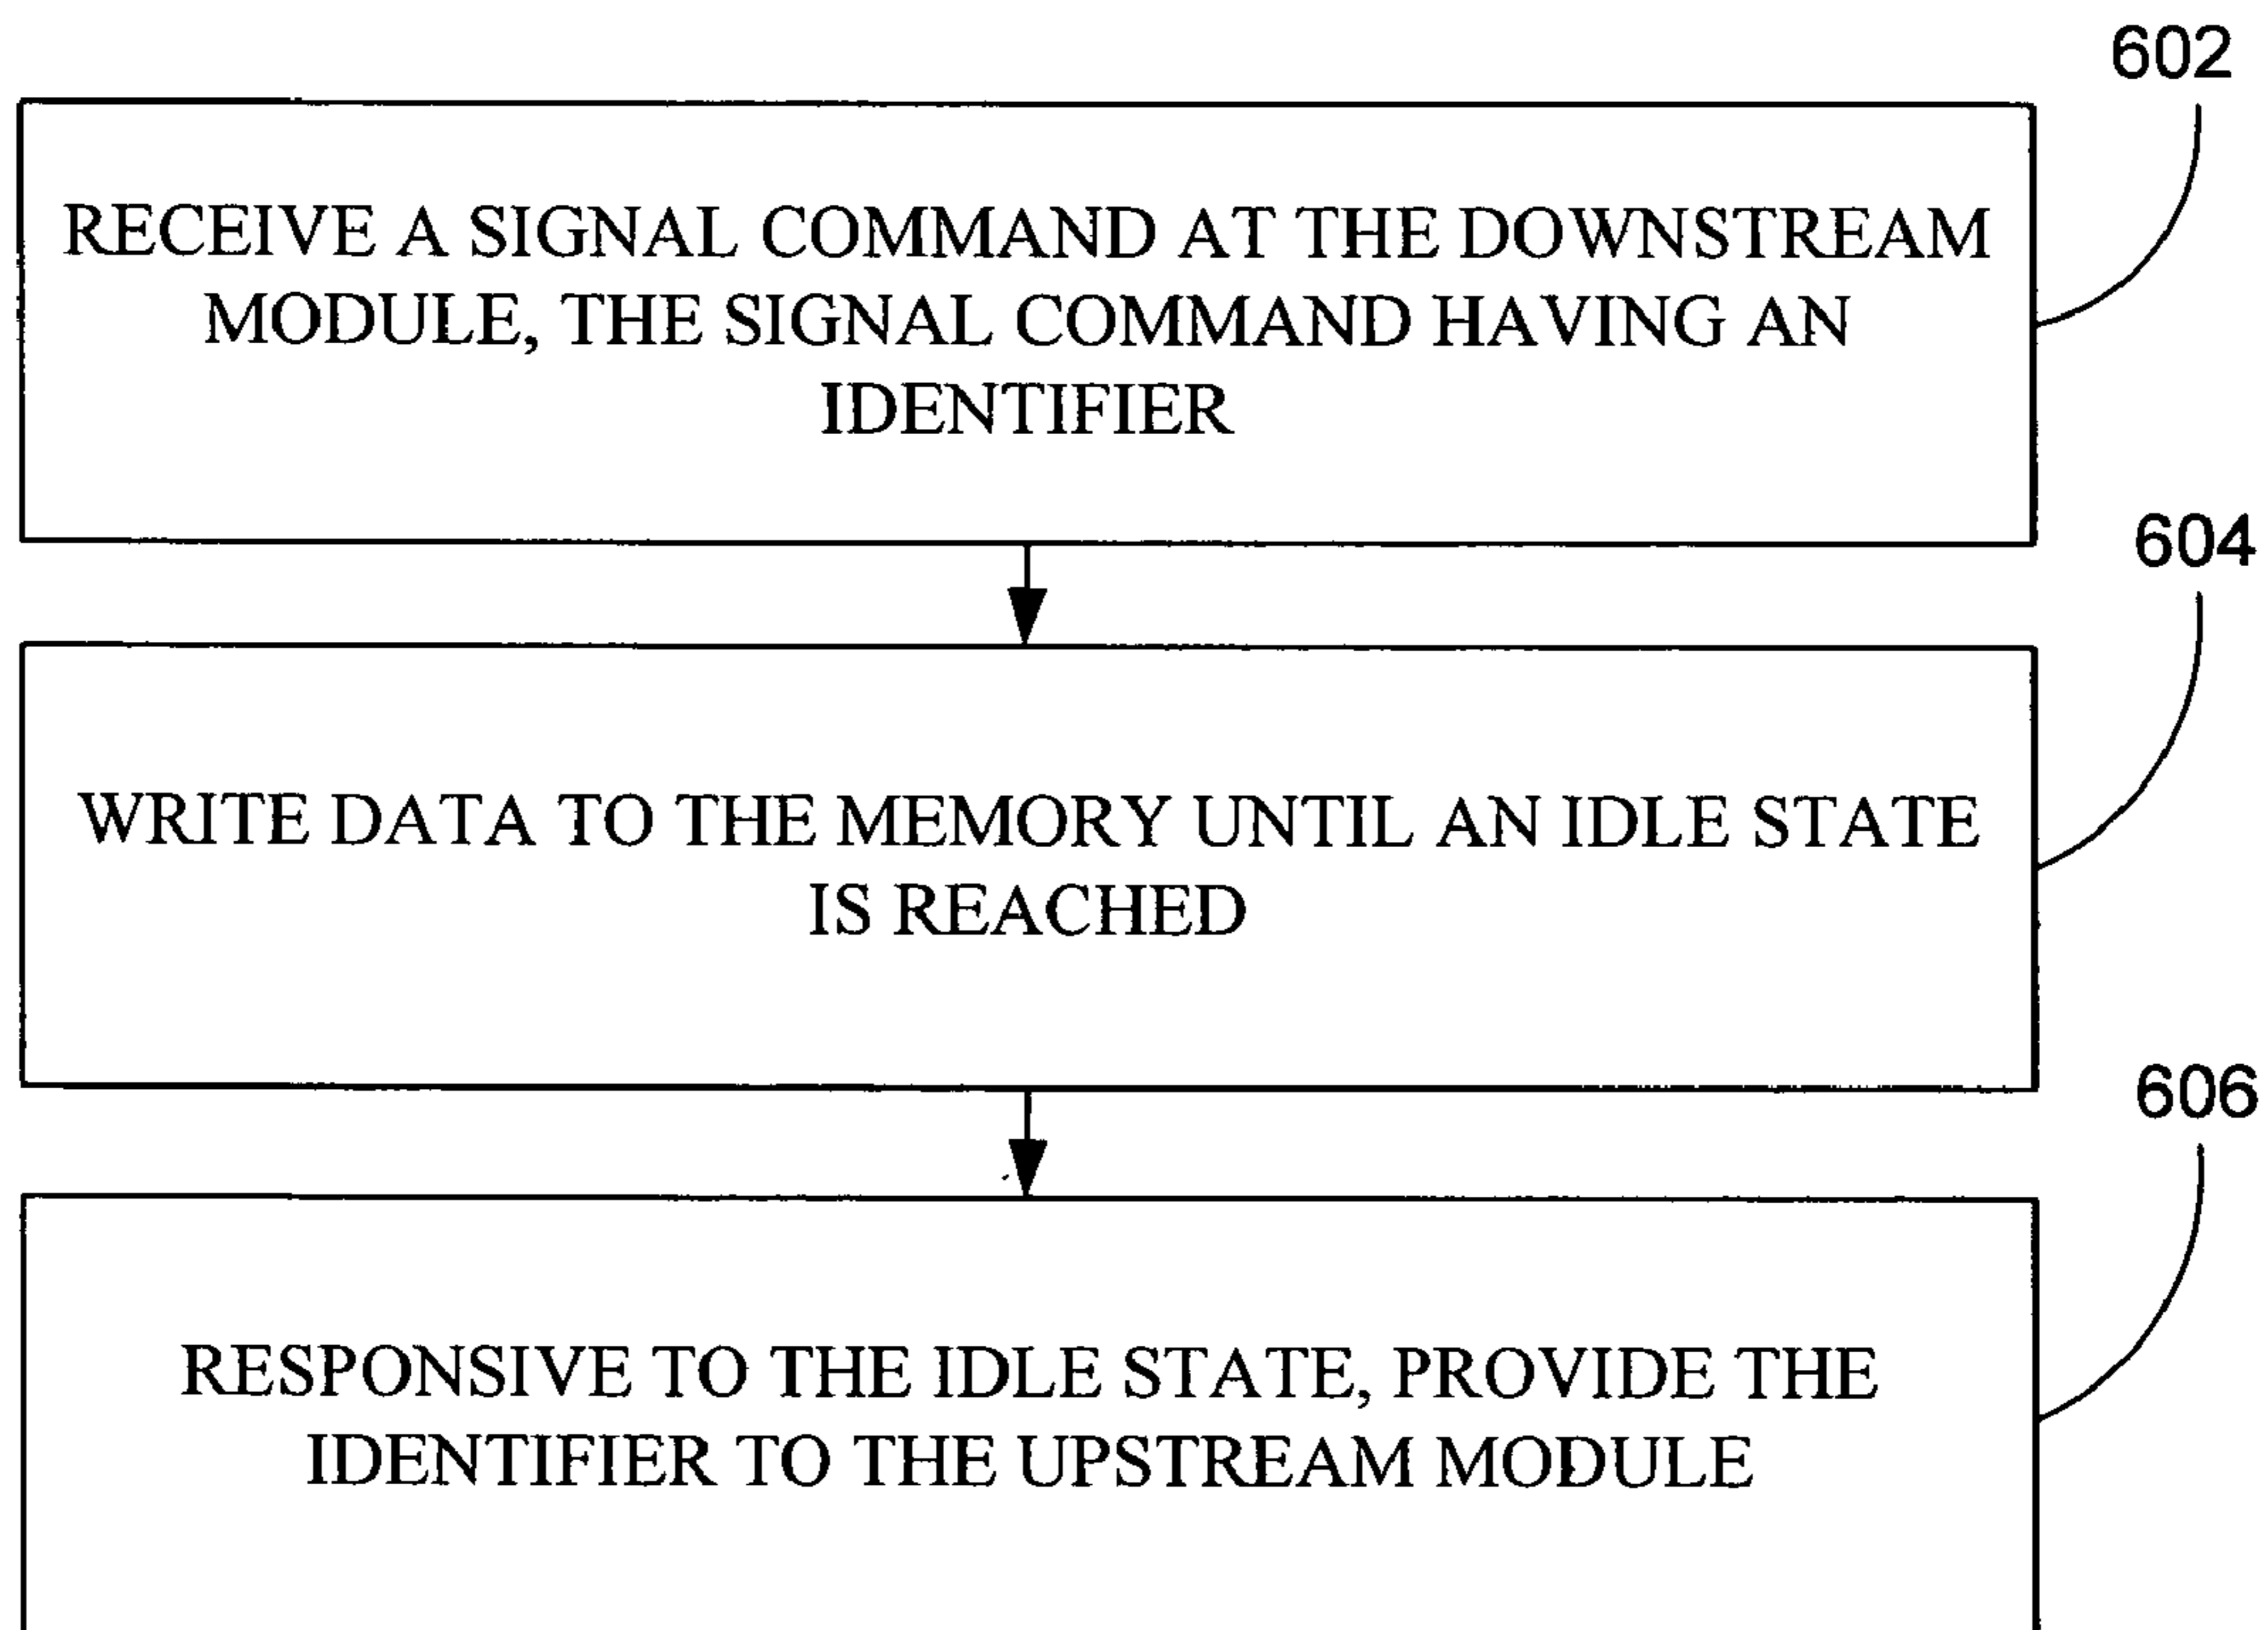 602
RECEIVE A SIGNAL COMMAND AT THE DOWNSTREAM
MODULE, THE SIGNAL COMMAND HAVING AN
IDENTIFIER
604
WRITE DATA TO THE MEMORY UNTIL AN IDLE STATE
IS REACHED
606
RESPONSIVE TO THE IDLE STATE, PROVIDE THE
IDENTIFIER TO THE UPSTREAM MODULE